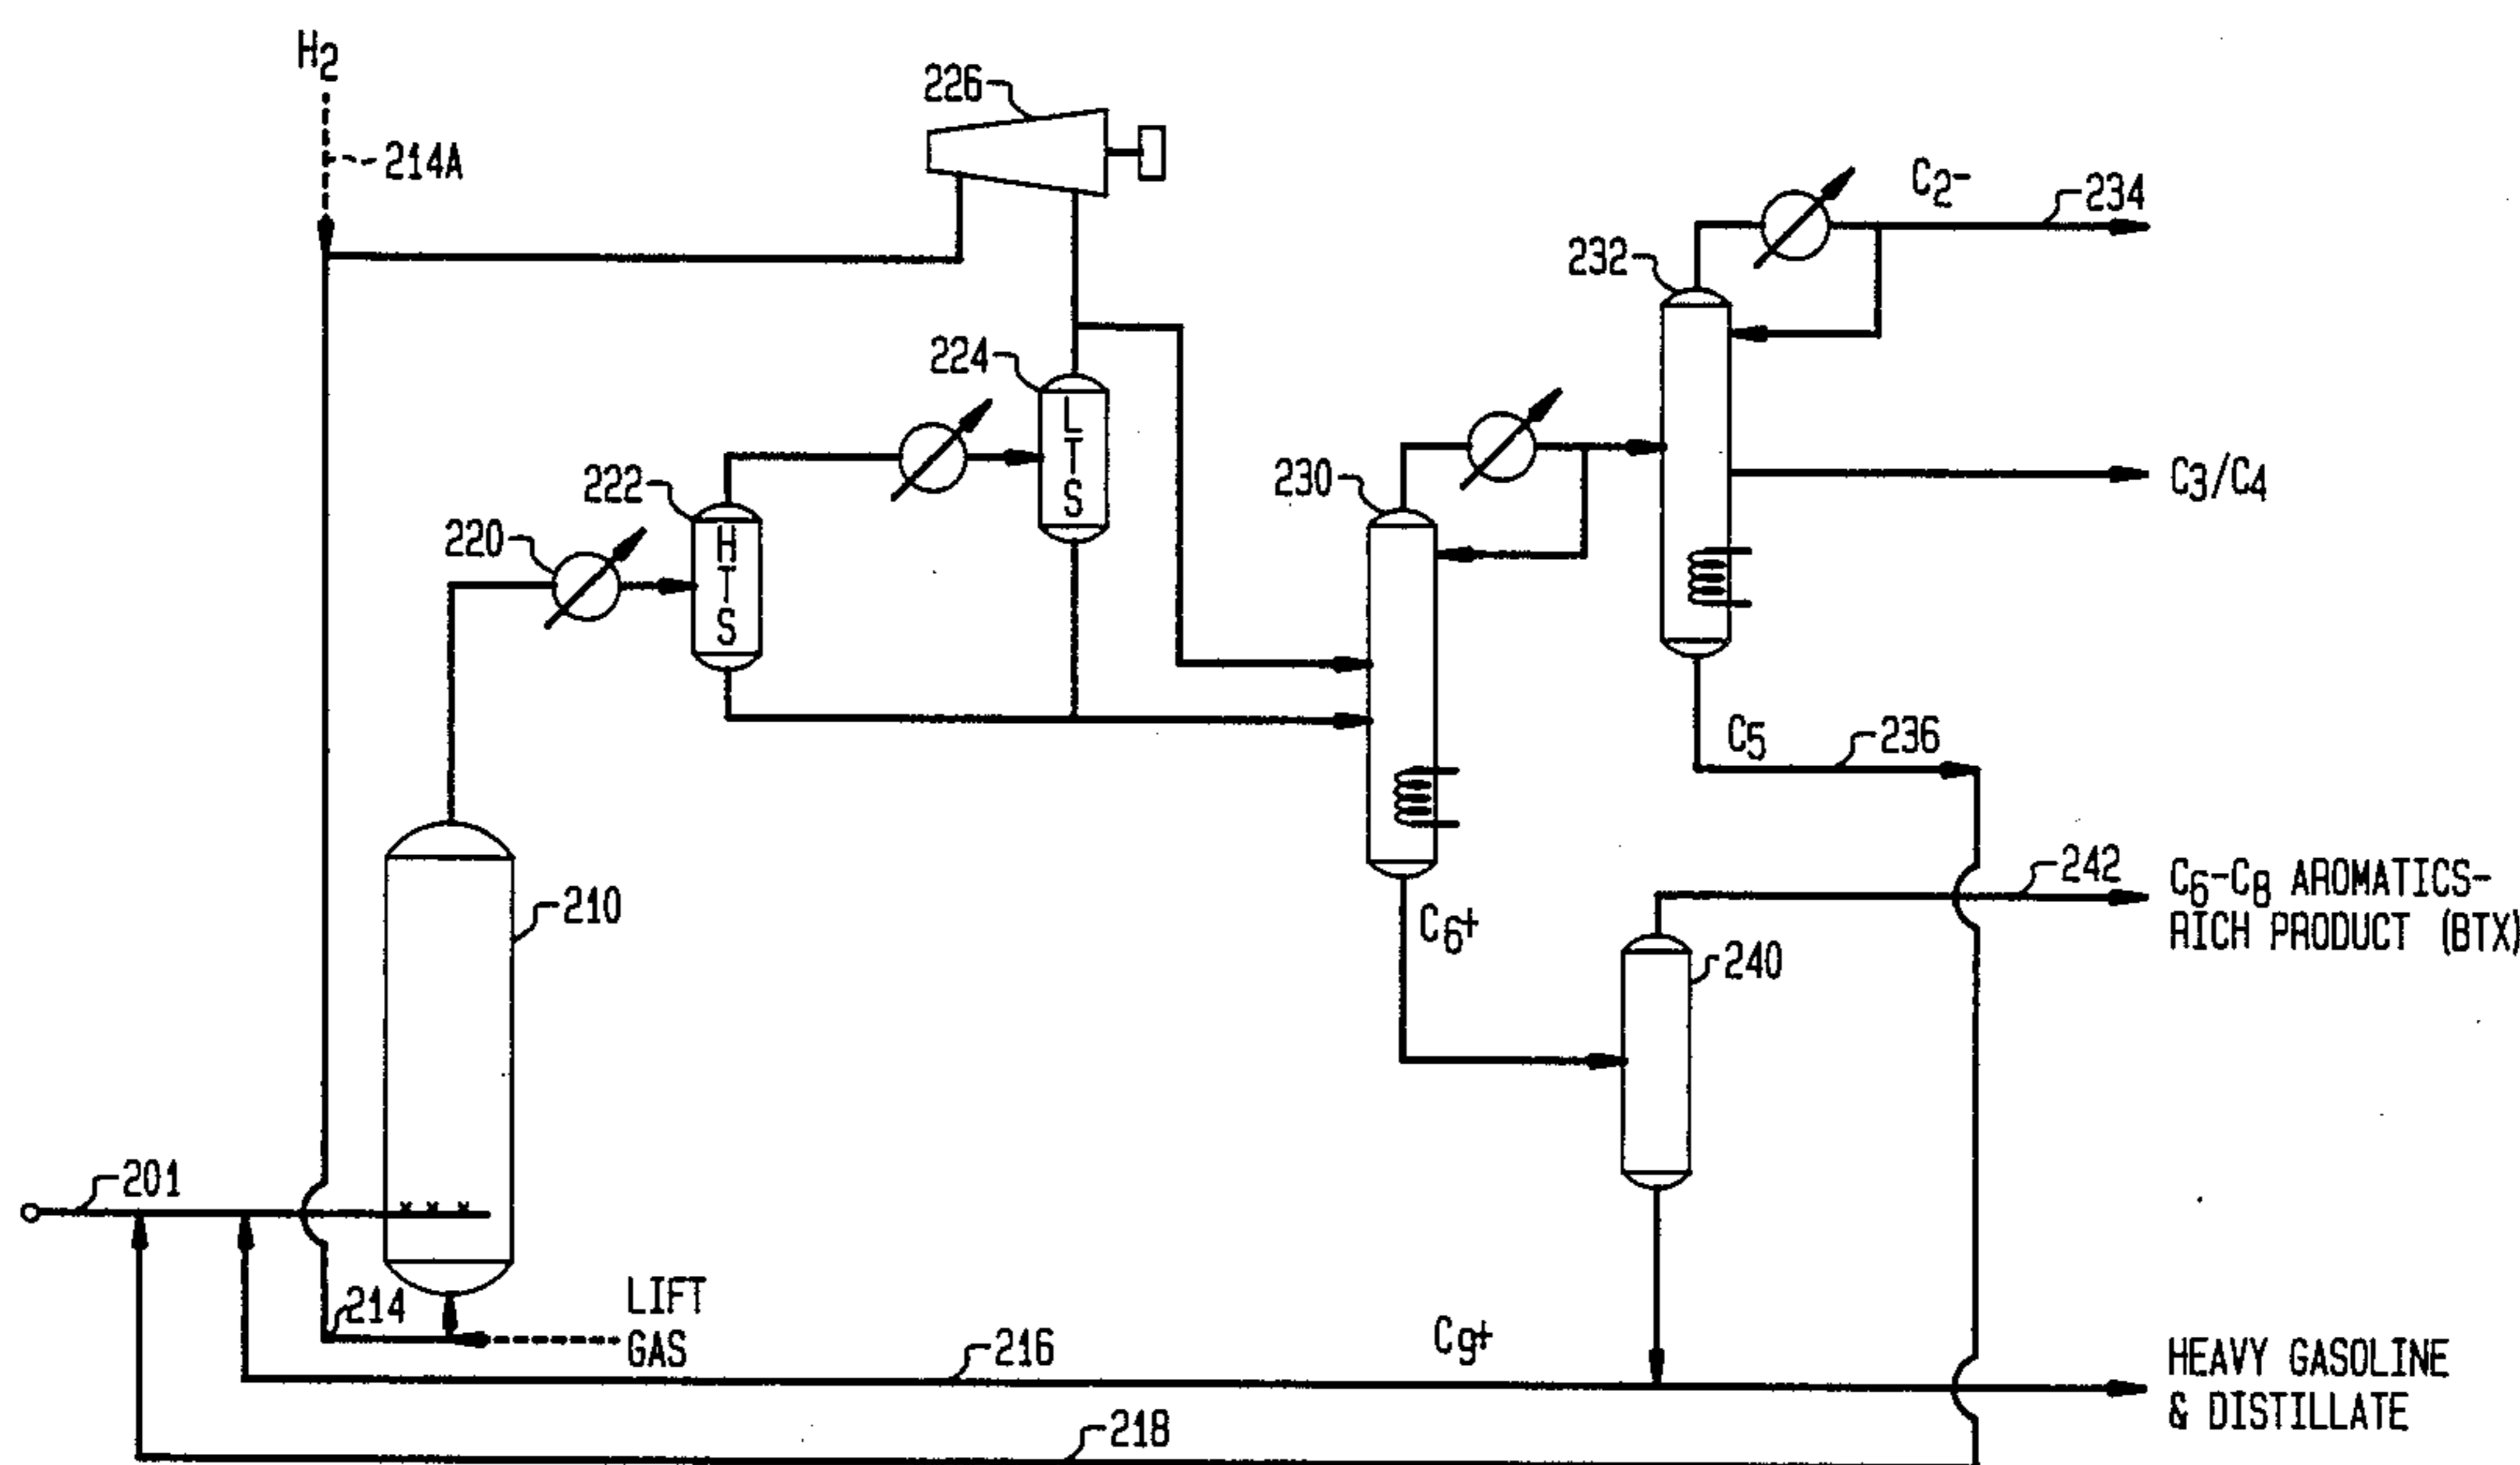 H2
214A
226
C2-
234
232
224
L
T
S
C3/C4
222
H
T
S
230
220
C5
236
242
C6-C8 AROMATICS-
RICH PRODUCT (BTX)
210
C6+
240
201
214
LIFT
GAS
216
C9+
HEAVY GASOLINE
& DISTILLATE
218